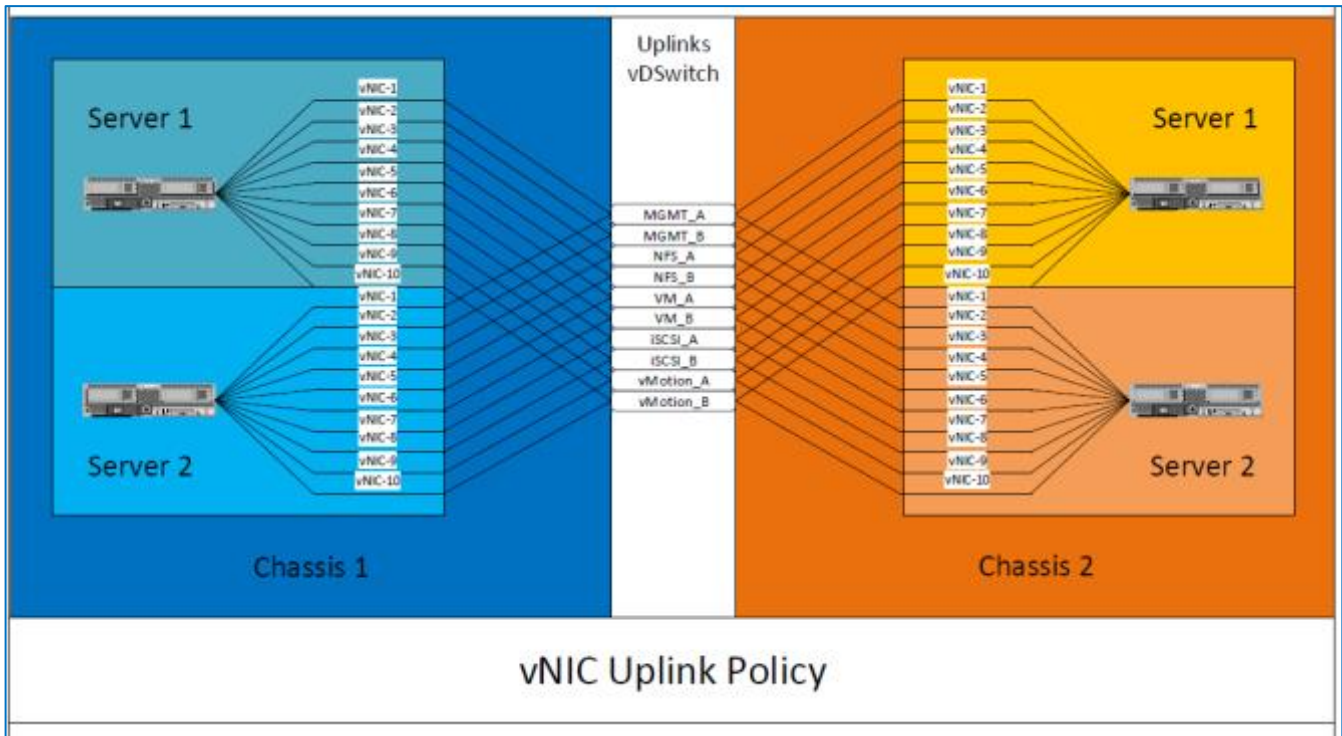 Uplinks
vDSwitch
Server 1
vNIC-1
vNIC-2
vNIC-3
vNIC-4
vNIC-5
vNIC-6
vNIC-7
vNIC-8
vNIC-9
vNIC-10
Server 2
vNIC-1
vNIC-2
vNIC-3
vNIC-4
vNIC-5
vNIC-6
vNIC-7
vNIC-8
vNIC-9
vNIC-10
Chassis 1
MGMT_A
MGMT_B
NFS_A
NFS_B
VM_A
VM_B
iSCSI_A
iSCSI_B
vMotion_A
vMotion_B
Server 1
vNIC-1
vNIC-2
vNIC-3
vNIC-4
vNIC-5
vNIC-6
vNIC-7
vNIC-8
vNIC-9
vNIC-10
Server 2
vNIC-1
vNIC-2
vNIC-3
vNIC-4
vNIC-5
vNIC-6
vNIC-7
vNIC-8
vNIC-9
vNIC-10
Chassis 2
vNIC Uplink Policy